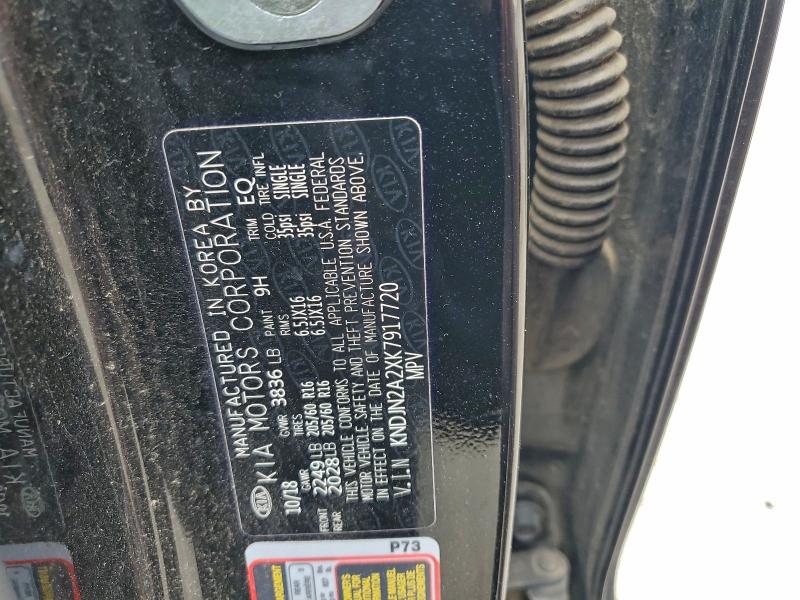 MANUFACTURED IN KOREA BY
KIA KIA MOTORS CORPORATION
10/18 GVWR 3836 LB PAINT 9H TRIM EQ
GAWR TIRES RIMS COLD TIRE INFL
FRONT 2249 LB 205/60 R16 6.5JX16 35psi SINGLE
REAR 2028 LB 205/60 R16 6.5JX16 35psi SINGLE
THIS VEHICLE CONFORMS TO ALL APPLICABLE U.S.A. FEDERAL
MOTOR VEHICLE SAFETY AND THEFT PREVENTION STANDARDS
IN EFFECT ON THE DATE OF MANUFACTURE SHOWN ABOVE.
V.I.N KNDJN2A2XK7917720
MPV
P73
REAR